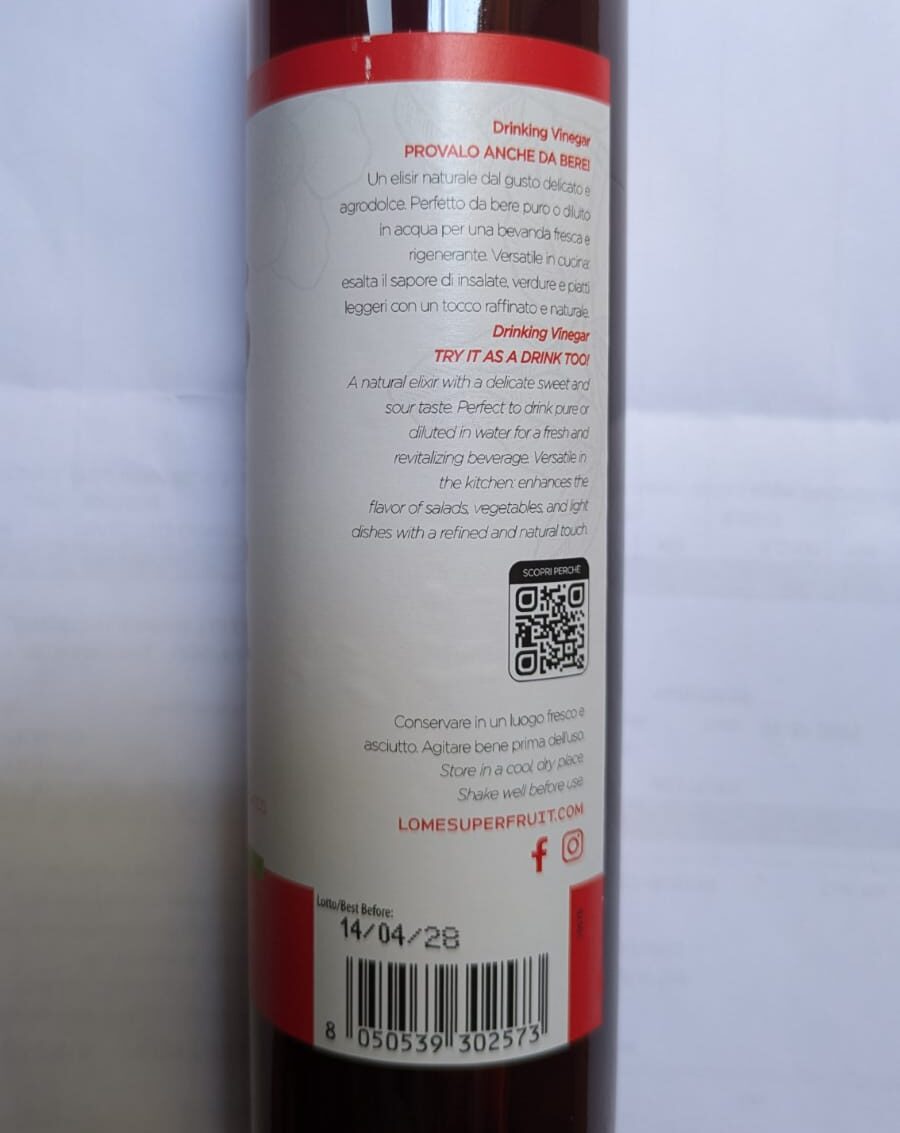 Drinking Vinegar
PROVALO ANCHE DA BERE!
Un elisir naturale dal gusto delicato e
agrodolce. Perfetto da bere puro o diluito
in acqua per una bevanda fresca e
rigenerante. Versatile in cucina:
esalta il sapore di insalate, verdure e piatti
leggeri con un tocco raffinato e naturale.
Drinking Vinegar
TRY IT AS A DRINK TOO!
A natural elixir with a delicate sweet and
sour taste. Perfect to drink pure or
diluted in water for a fresh and
revitalizing beverage. Versatile in
the kitchen: enhances the
flavor of salads, vegetables, and light
dishes with a refined and natural touch.
SCOPRI PERCHÉ
Conservare in un luogo fresco e
asciutto. Agitare bene prima dell'uso.
Store in a cool, dry place.
Shake well before use.
LOMESUPERFRUIT.COM
Lotto/Best Before:
14/04/28
8 050539 302573